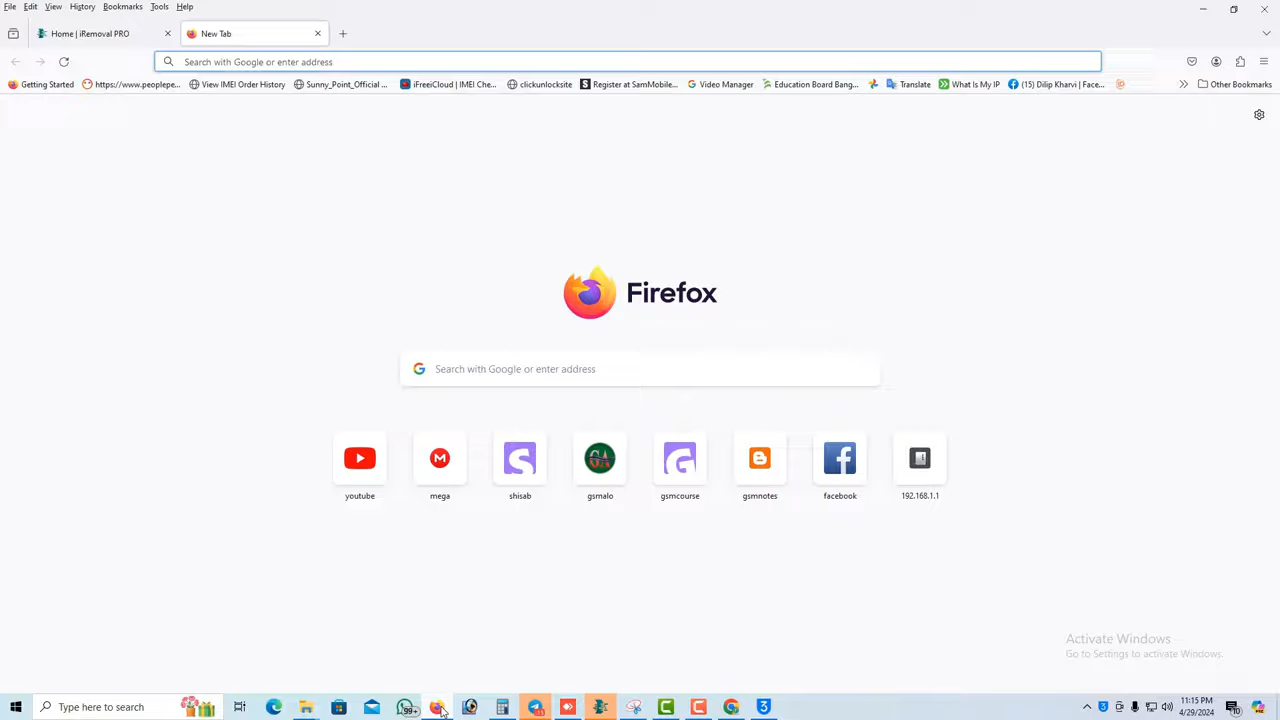 File Edit View History Bookmarks Tools Help
Home | iRemoval PRO
New Tab
Search with Google or enter address
Getting Started
https://www.peoplepe...
View IMEI Order History
Sunny_Point_Official ...
iFreeiCloud | IMEI Che...
clickunlocksite
Register at SamMobile...
Video Manager
Education Board Bang...
Translate
What Is My IP
(15) Dilip Kharvi | Face...
Other Bookmarks
Firefox
Search with Google or enter address
youtube
mega
shisab
gsmalo
gsmcourse
gsmnotes
facebook
192.168.1.1
Activate Windows
Go to Settings to activate Windows.
Type here to search
99+
11:15 PM
4/29/2024